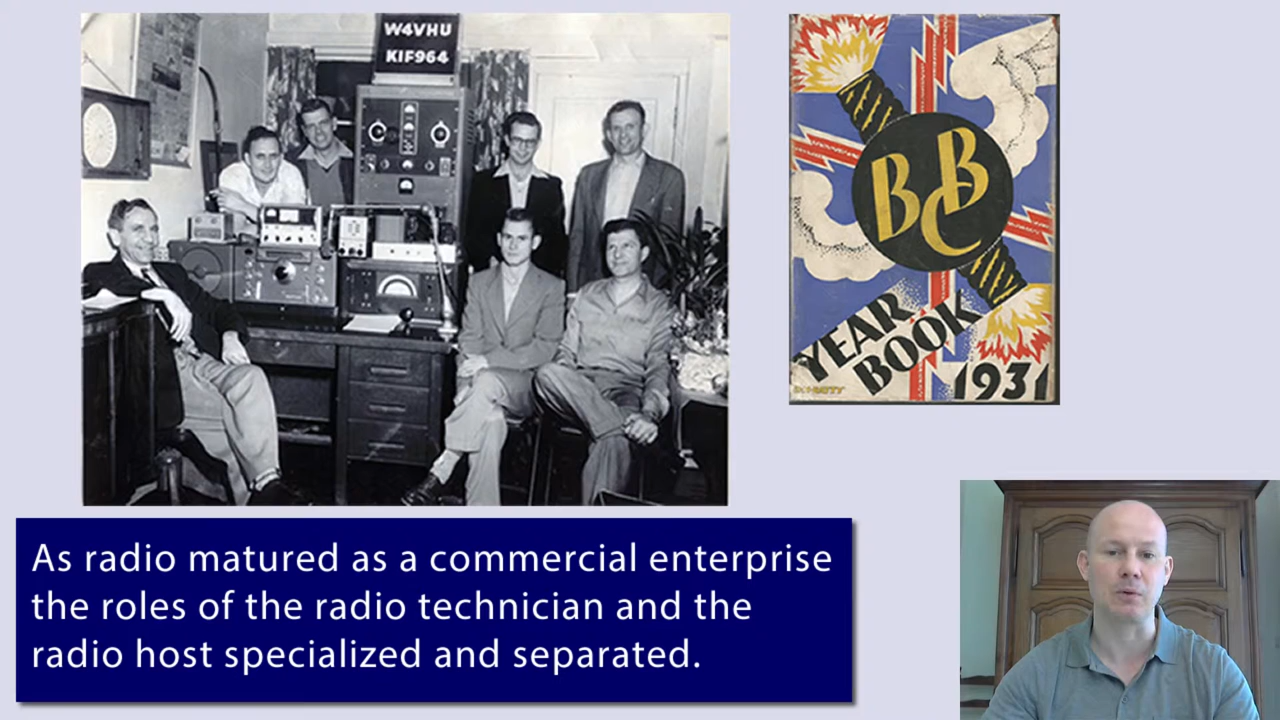 W4VHU
KIF964
BBC
YEAR
BOOK
1931
As radio matured as a commercial enterprise
the roles of the radio technician and the
radio host specialized and separated.